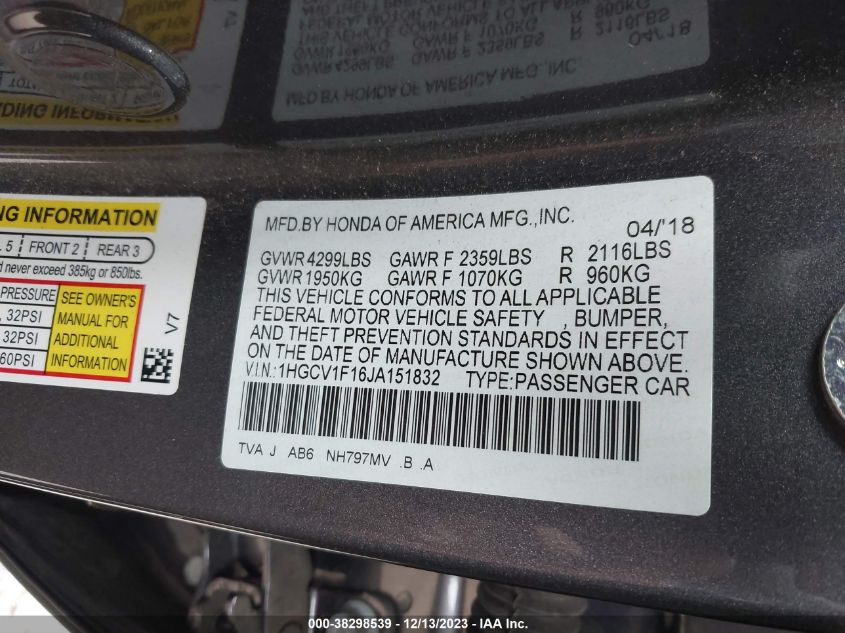 NG INFORMATION
5 FRONT 2 REAR 3
d never exceed 385kg or 850lbs.
PRESSURE
, 32PSI
32PSI
60PSI
SEE OWNER'S
MANUAL FOR
ADDITIONAL
INFORMATION
V7
MFD.BY HONDA OF AMERICA MFG.,INC. 04/'18
GVWR 4299LBS GAWR F 2359LBS R 2116LBS
GVWR 1950KG GAWR F 1070KG R 960KG
THIS VEHICLE CONFORMS TO ALL APPLICABLE
FEDERAL MOTOR VEHICLE SAFETY , BUMPER,
AND THEFT PREVENTION STANDARDS IN EFFECT
ON THE DATE OF MANUFACTURE SHOWN ABOVE.
V.I.N.:1HGCV1F16JA151832 TYPE:PASSENGER CAR
TVA J AB6 NH797MV .B .A
000-38298539 - 12/13/2023 - IAAI.COM